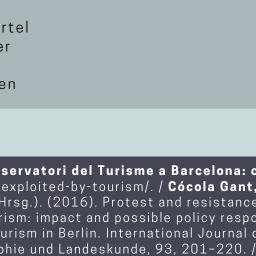 rtel
er
en
servatori del Turisme a Barcelona: c
exploited-by-tourism/. / Cócola Gant,
Hrsg.). (2016). Protest and resistance
rism: impact and possible policy respo
urism in Berlin. International Journal o
phie und Landeskunde, 93, 201–220. /